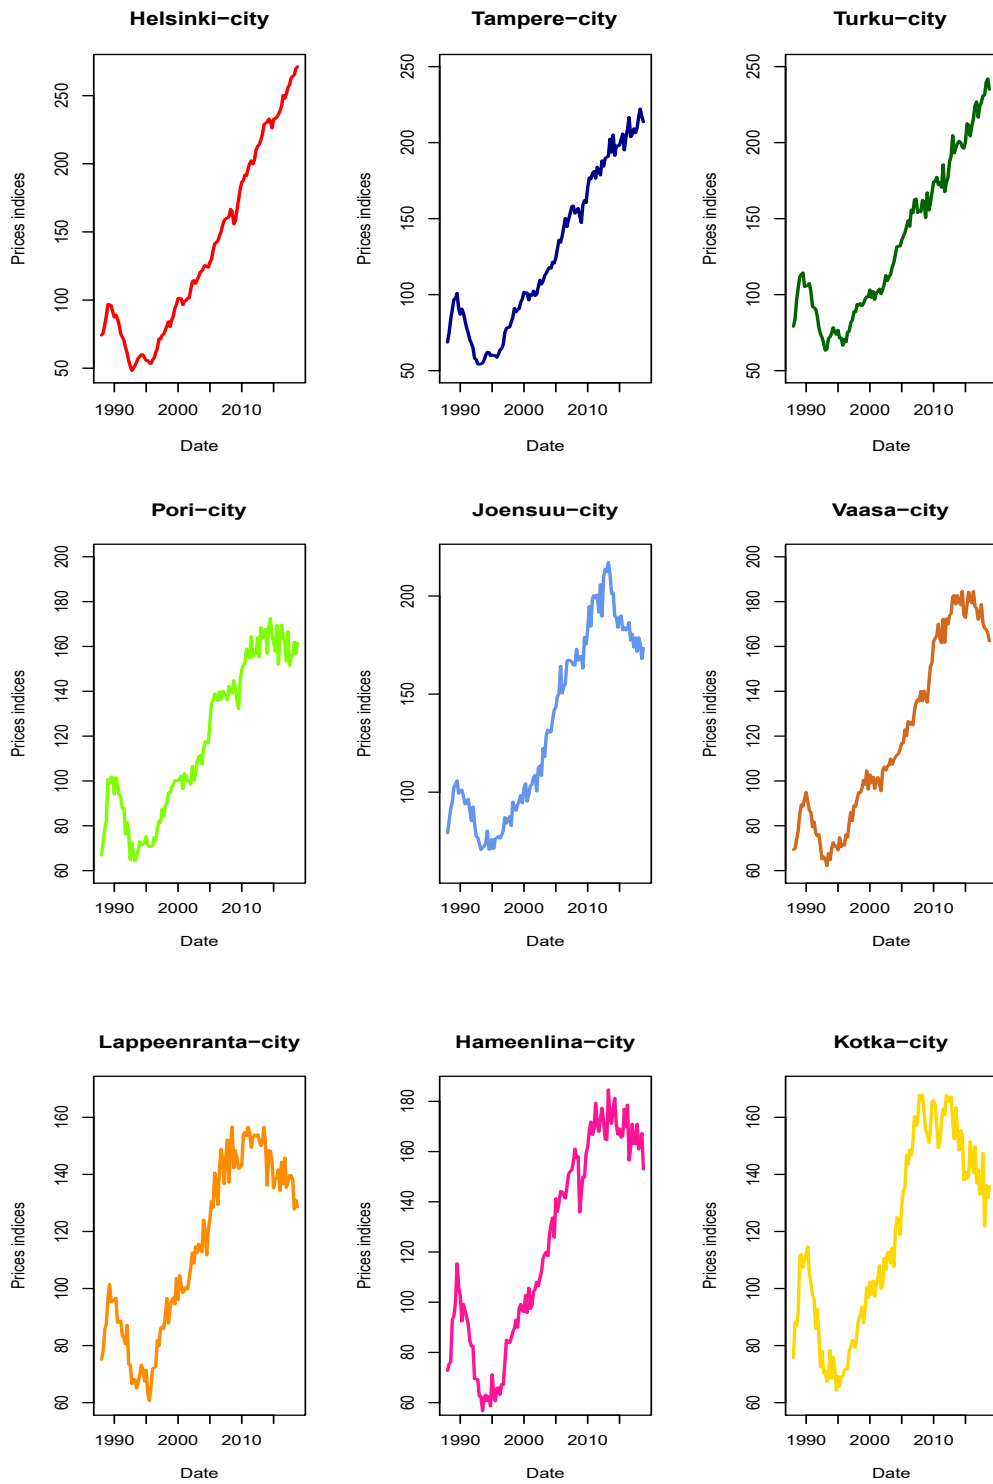 Helsinki−city
Tampere−city
Turku−city
Prices indices
50
100
150
200
250
1990
2000
2010
Date
Prices indices
50
100
150
200
250
1990
2000
2010
Date
Prices indices
50
100
150
200
250
1990
2000
2010
Date
Pori−city
Joensuu−city
Vaasa−city
Prices indices
60
80
100
120
140
160
180
200
1990
2000
2010
Date
Prices indices
100
150
200
1990
2000
2010
Date
Prices indices
60
80
100
120
140
160
180
200
1990
2000
2010
Date
Lappeenranta−city
Hameenlina−city
Kotka−city
Prices indices
60
80
100
120
140
160
1990
2000
2010
Date
Prices indices
60
80
100
120
140
160
180
1990
2000
2010
Date
Prices indices
60
80
100
120
140
160
1990
2000
2010
Date